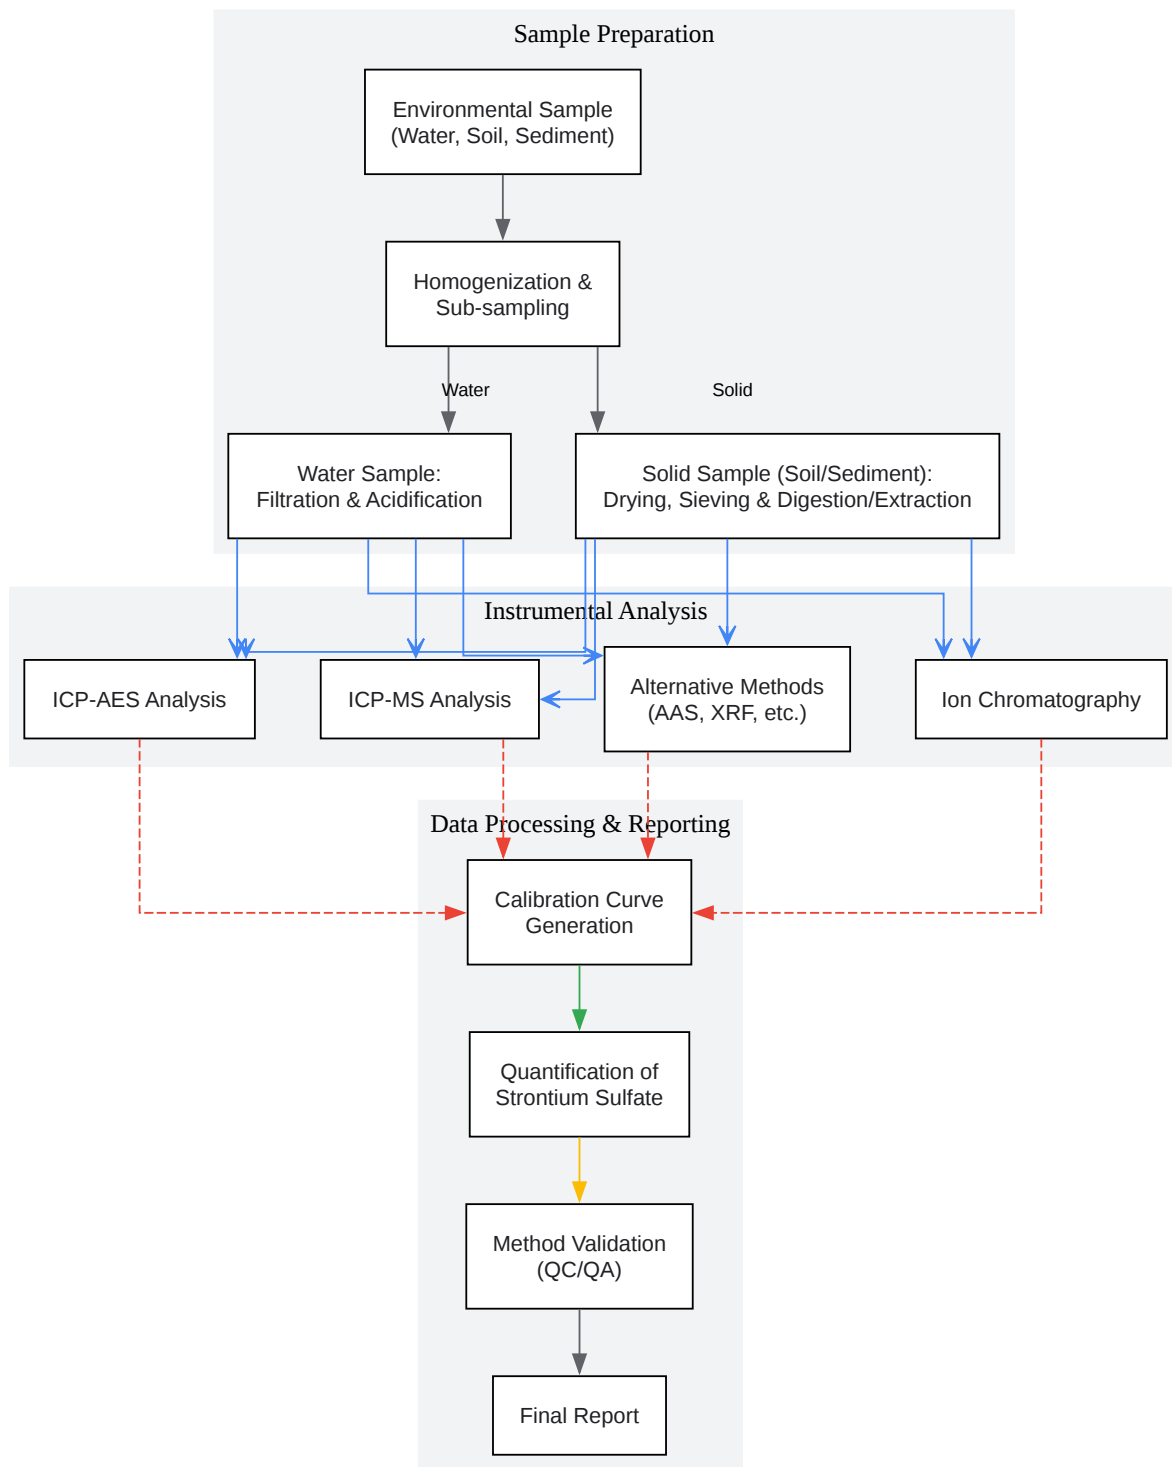 Sample Preparation
Environmental Sample
(Water, Soil, Sediment)
Homogenization &
Sub-sampling
Water
Solid
Water Sample:
Filtration & Acidification
Solid Sample (Soil/Sediment):
Drying, Sieving & Digestion/Extraction
Instrumental Analysis
ICP-AES Analysis
ICP-MS Analysis
Alternative Methods
(AAS, XRF, etc.)
Ion Chromatography
Data Processing & Reporting
Calibration Curve
Generation
Quantification of
Strontium Sulfate
Method Validation
(QC/QA)
Final Report